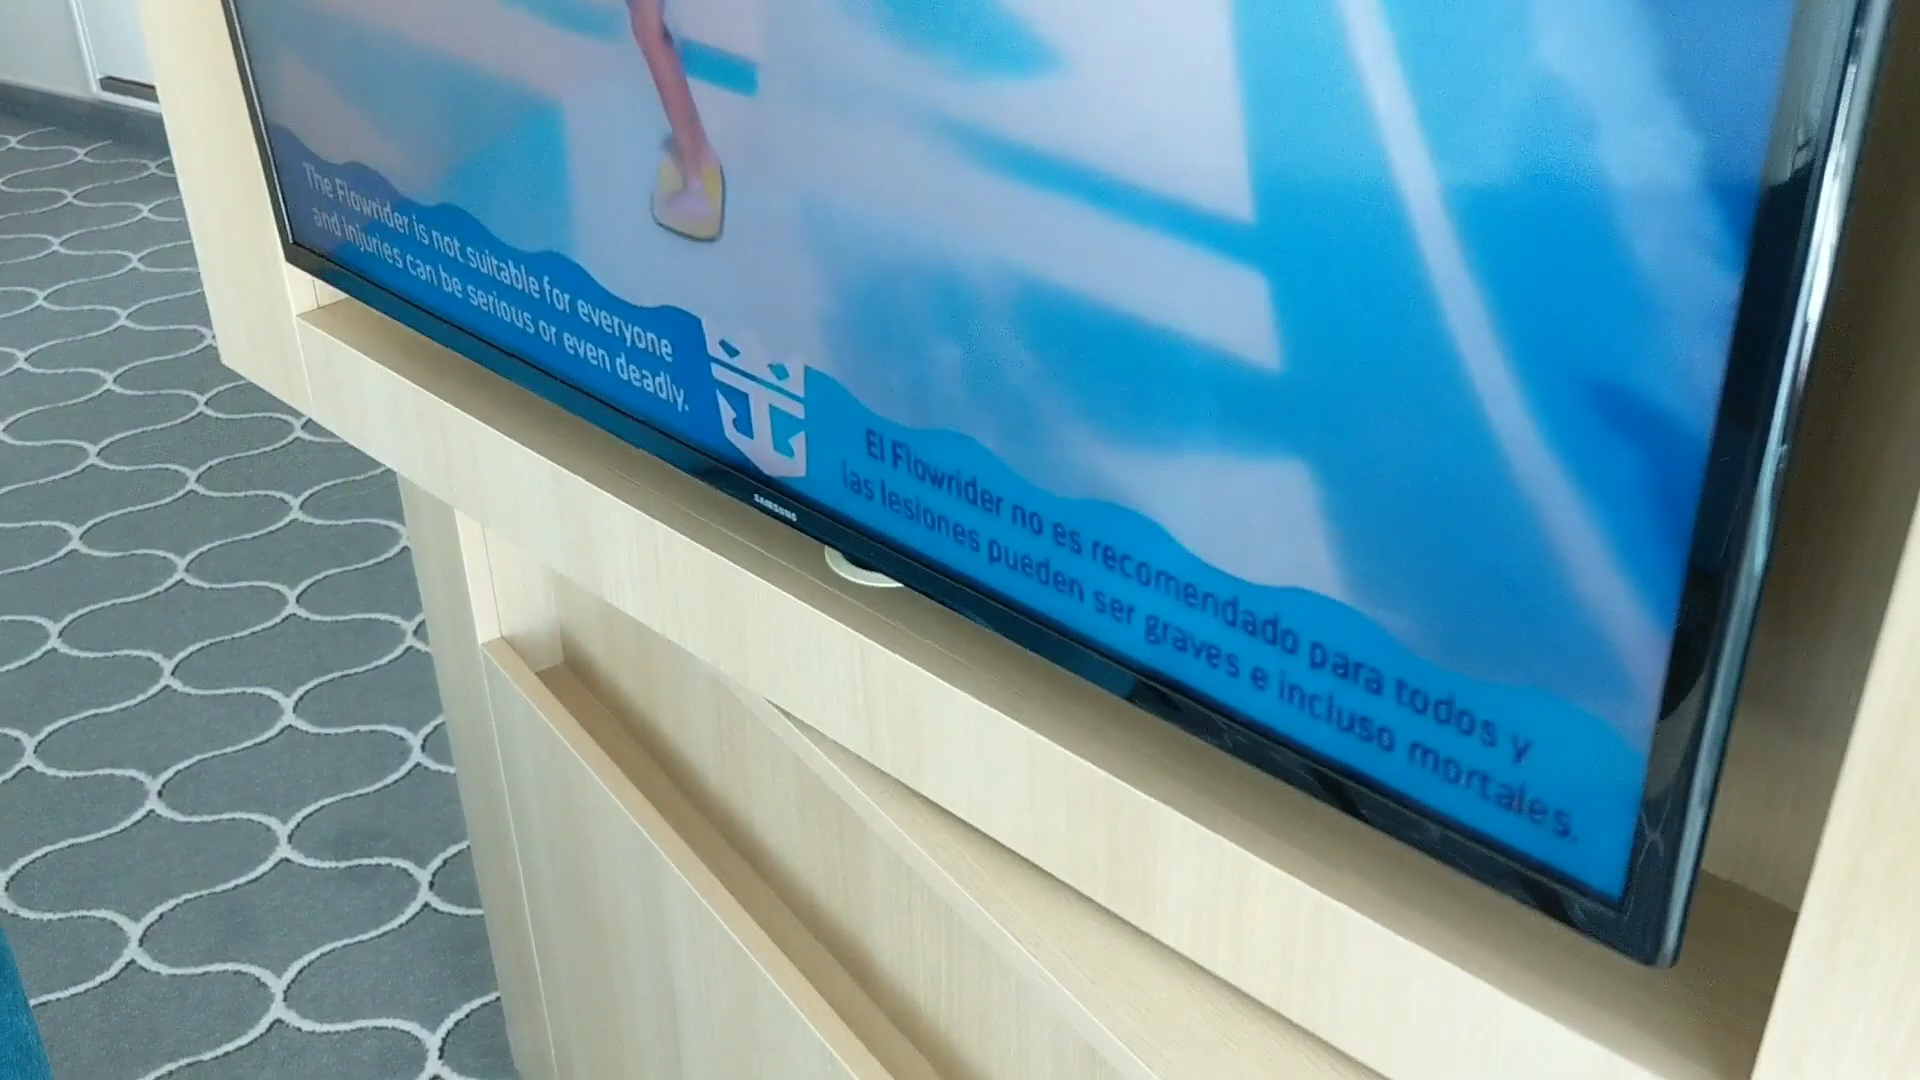 The Flowrider is not suitable for everyone
and injuries can be serious or even deadly.
SAMSUNG
El Flowrider no es recomendado para todos y
las lesiones pueden ser graves e incluso mortales.